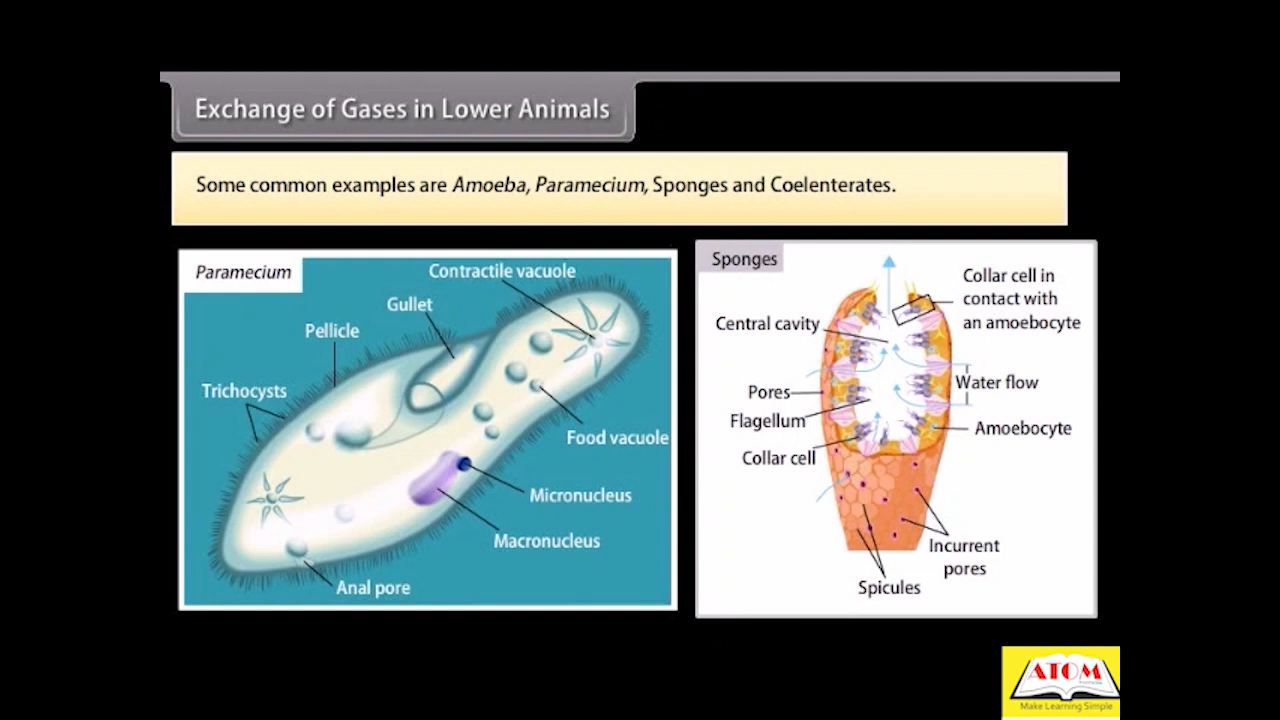 Exchange of Gases in Lower Animals
Some common examples are Amoeba, Paramecium, Sponges and Coelenterates.
Paramecium
Contractile vacuole
Gullet
Pellicle
Trichocysts
Food vacuole
Micronucleus
Macronucleus
Anal pore
Sponges
Collar cell in
contact with
an amoebocyte
Central cavity
Water flow
Pores
Flagellum
Amoebocyte
Collar cell
Incurrent
pores
Spicules
ATOM
Make Learning Simple